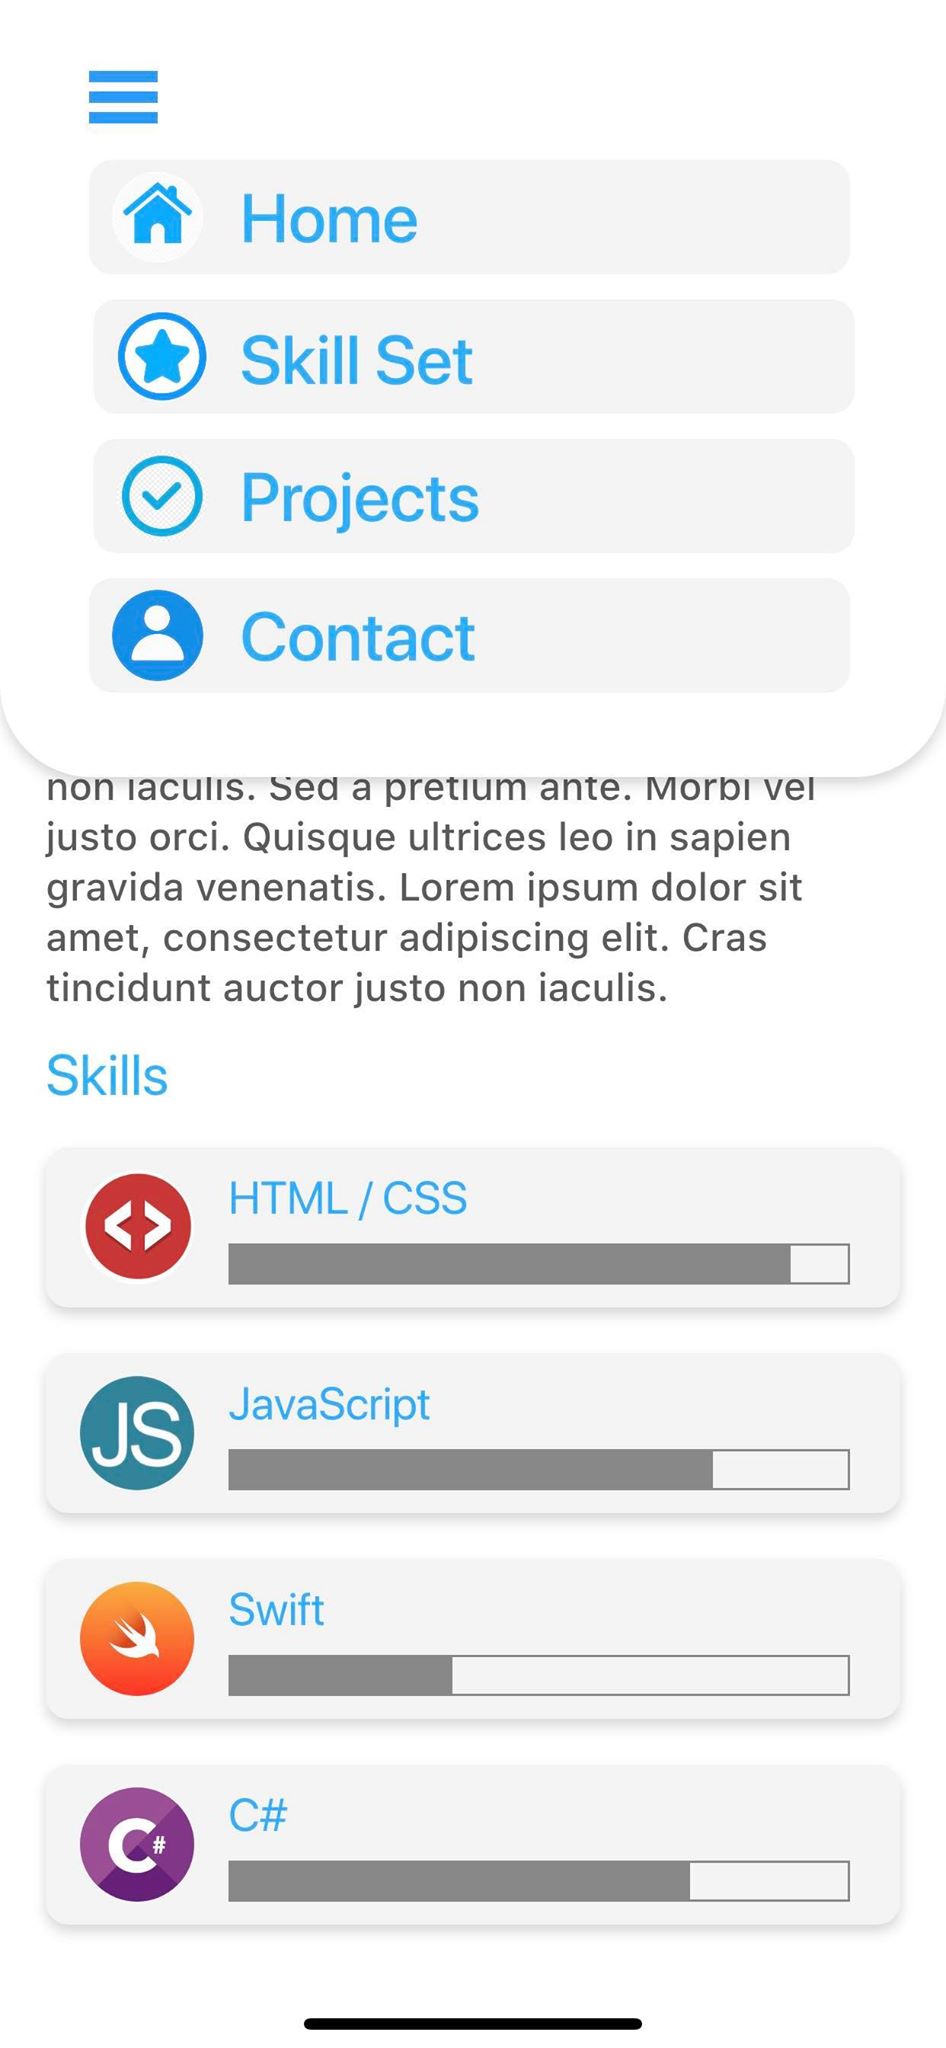 Home
Skill Set
Projects
Contact
non iaculis. Sed a pretium ante. Morbi vel
justo orci. Quisque ultrices leo in sapien
gravida venenatis. Lorem ipsum dolor sit
amet, consectetur adipiscing elit. Cras
tincidunt auctor justo non iaculis.
Skills
HTML / CSS
JS
JavaScript
Swift
C#
C#